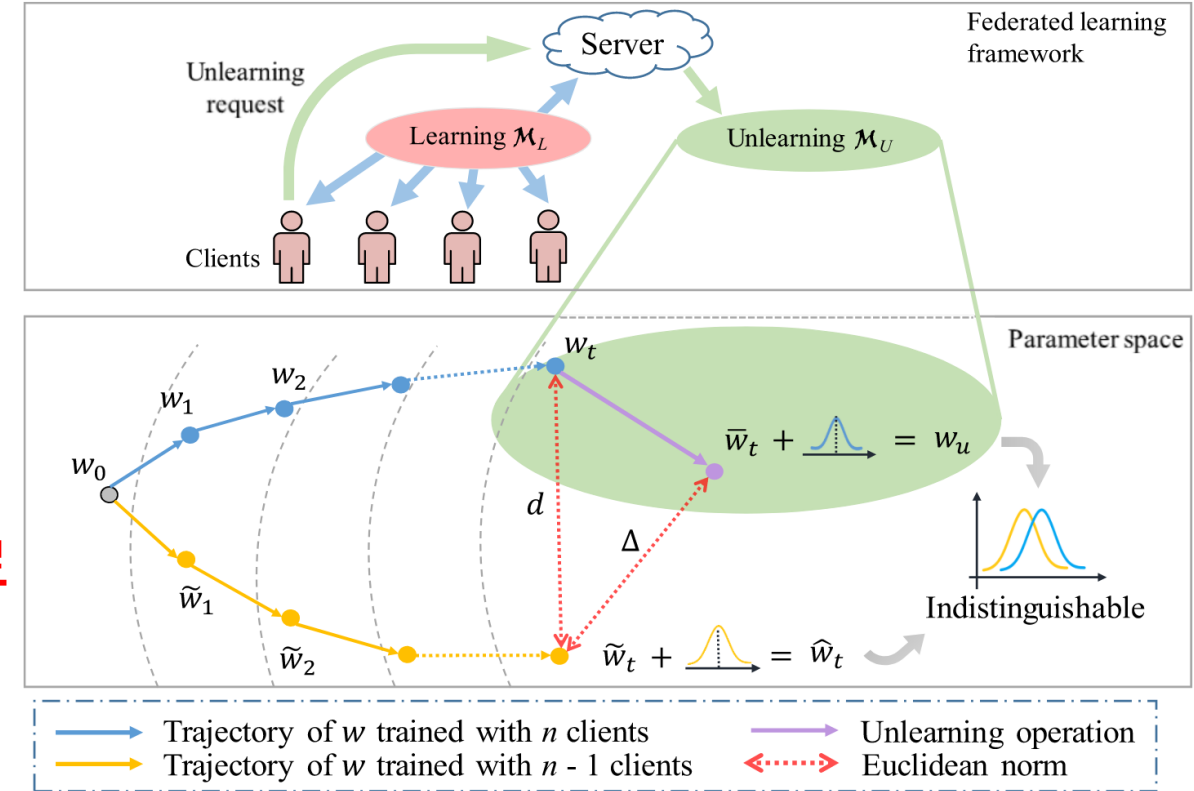 Federated learning
framework
Server
Unlearning
request
Learning 𝓜_L
Unlearning 𝓜_U
Clients
Parameter space
w_t
w_2
w_1
w_0
w̅_t + = w_u
d
Δ
w̃_1
w̃_2
w̃_t + = ŵ_t
Indistinguishable
Trajectory of w trained with n clients
Unlearning operation
Trajectory of w trained with n - 1 clients
Euclidean norm